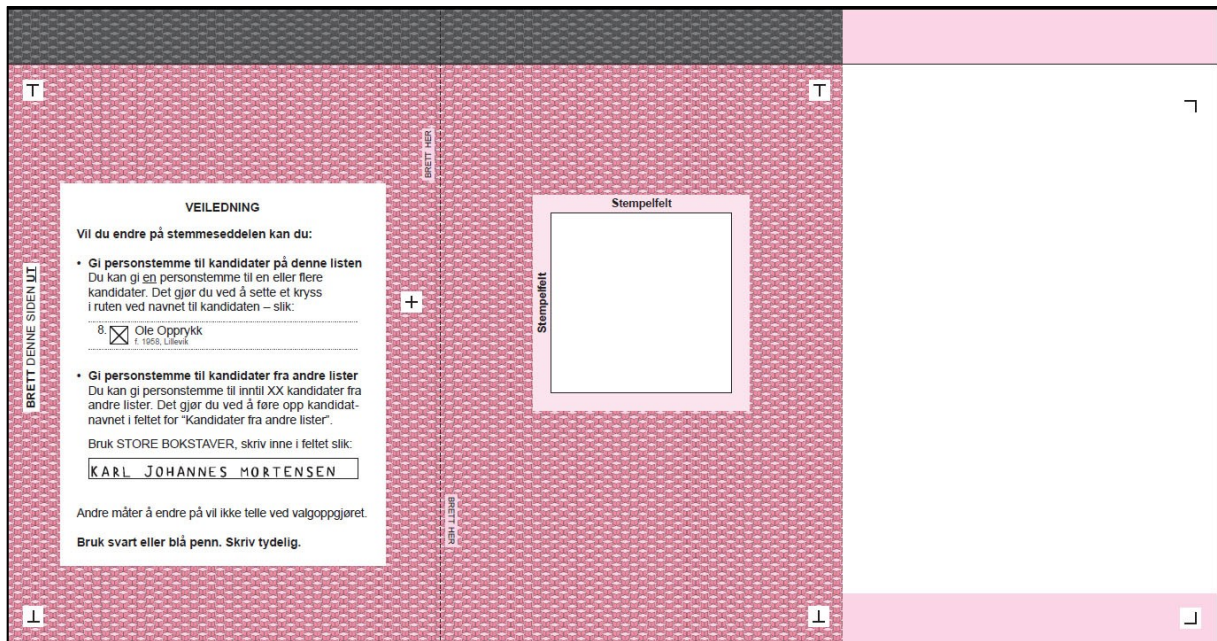 BRETT DENNE SIDEN UT
VEILEDNING
Vil du endre på stemmeseddelen kan du:
• Gi personstemme til kandidater på denne listen
Du kan gi en personstemme til en eller flere
kandidater. Det gjør du ved å sette et kryss
i ruten ved navnet til kandidaten – slik:
8. Ole Opprykk
f. 1958, Lillevik
• Gi personstemme til kandidater fra andre lister
Du kan gi personstemme til inntil XX kandidater fra
andre lister. Det gjør du ved å føre opp kandidat-
navnet i feltet for "Kandidater fra andre lister".
Bruk STORE BOKSTAVER, skriv inne i feltet slik:
KARL JOHANNES MORTENSEN
Andre måter å endre på vil ikke telle ved valgoppgjøret.
Bruk svart eller blå penn. Skriv tydelig.
BRETT HER
BRETT HER
Stempelfelt
Stempelfelt